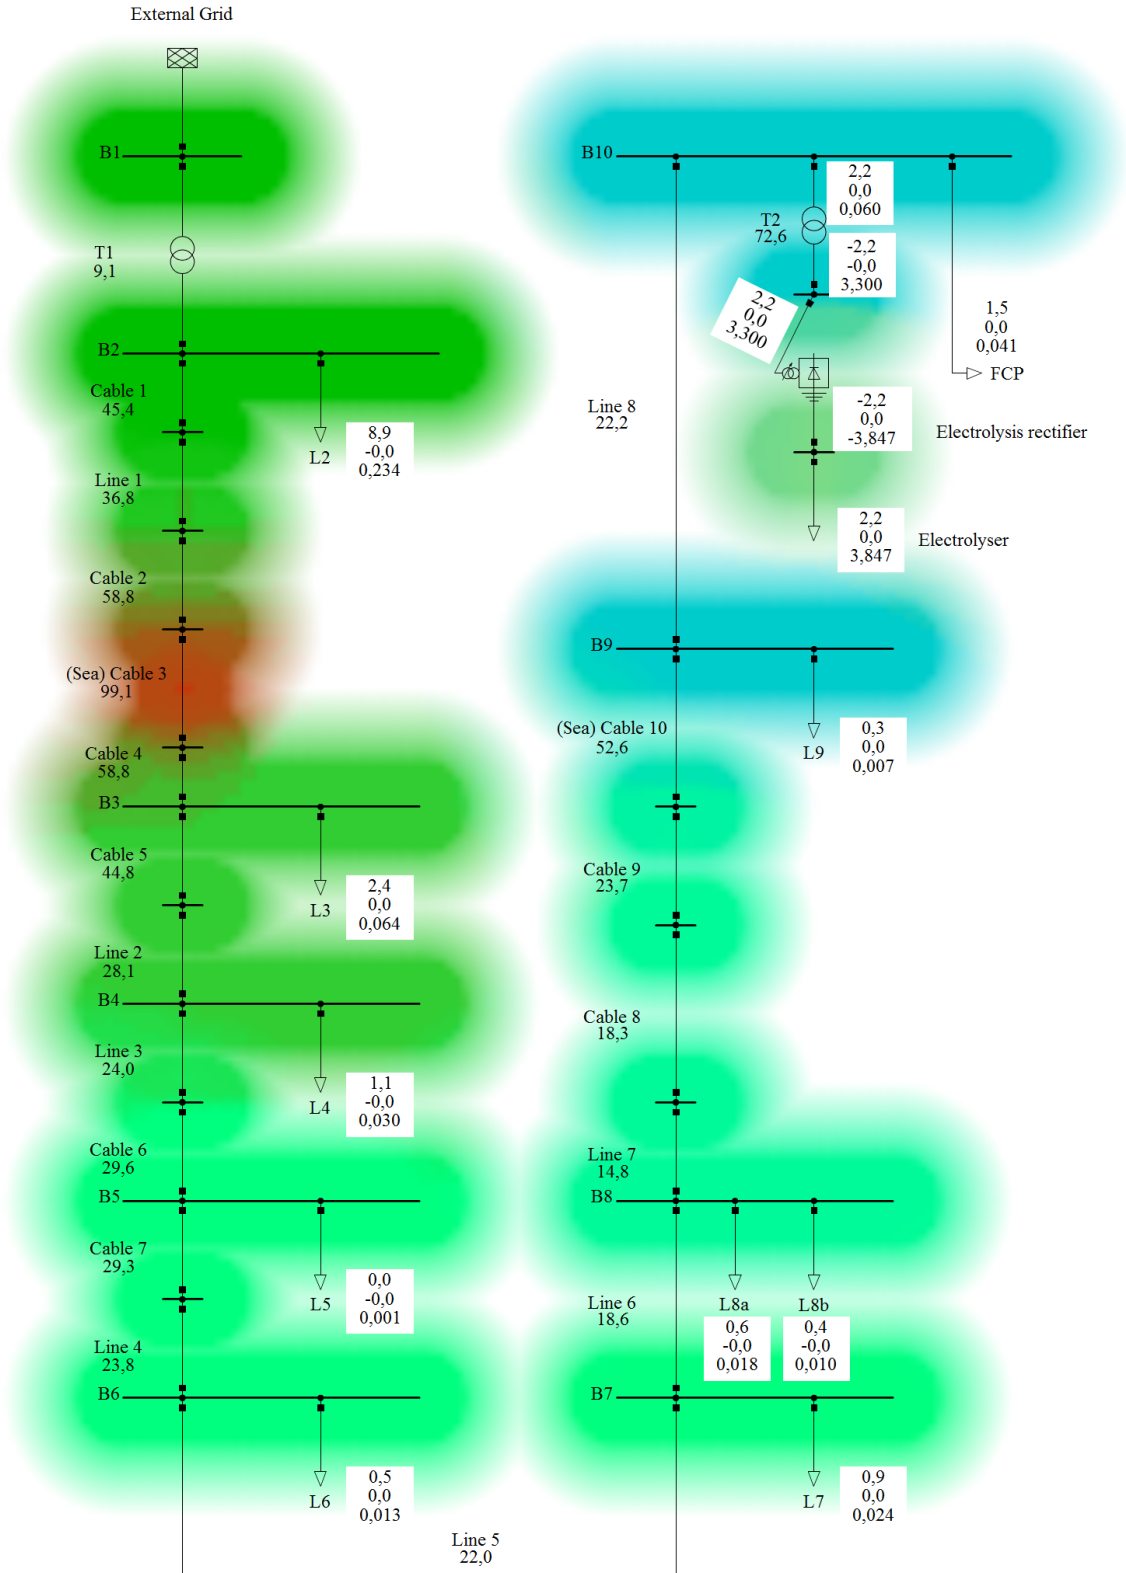 External Grid
B1
T1
9,1
B2
Cable 1
45,4
L2
8,9
-0,0
0,234
Line 1
36,8
Cable 2
58,8
(Sea) Cable 3
99,1
Cable 4
58,8
B3
Cable 5
44,8
L3
2,4
0,0
0,064
Line 2
28,1
B4
Line 3
24,0
L4
1,1
-0,0
0,030
Cable 6
29,6
B5
Cable 7
29,3
L5
0,0
-0,0
0,001
Line 4
23,8
B6
L6
0,5
0,0
0,013
Line 5
22,0
B10
2,2
0,0
0,060
T2
72,6
-2,2
-0,0
3,300
2,2
0,0
3,300
1,5
0,0
0,041
FCP
Line 8
22,2
-2,2
0,0
-3,847
Electrolysis rectifier
2,2
0,0
3,847
Electrolyser
B9
(Sea) Cable 10
52,6
L9
0,3
0,0
0,007
Cable 9
23,7
Cable 8
18,3
Line 7
14,8
B8
Line 6
18,6
L8a
0,6
-0,0
0,018
L8b
0,4
-0,0
0,010
B7
L7
0,9
0,0
0,024